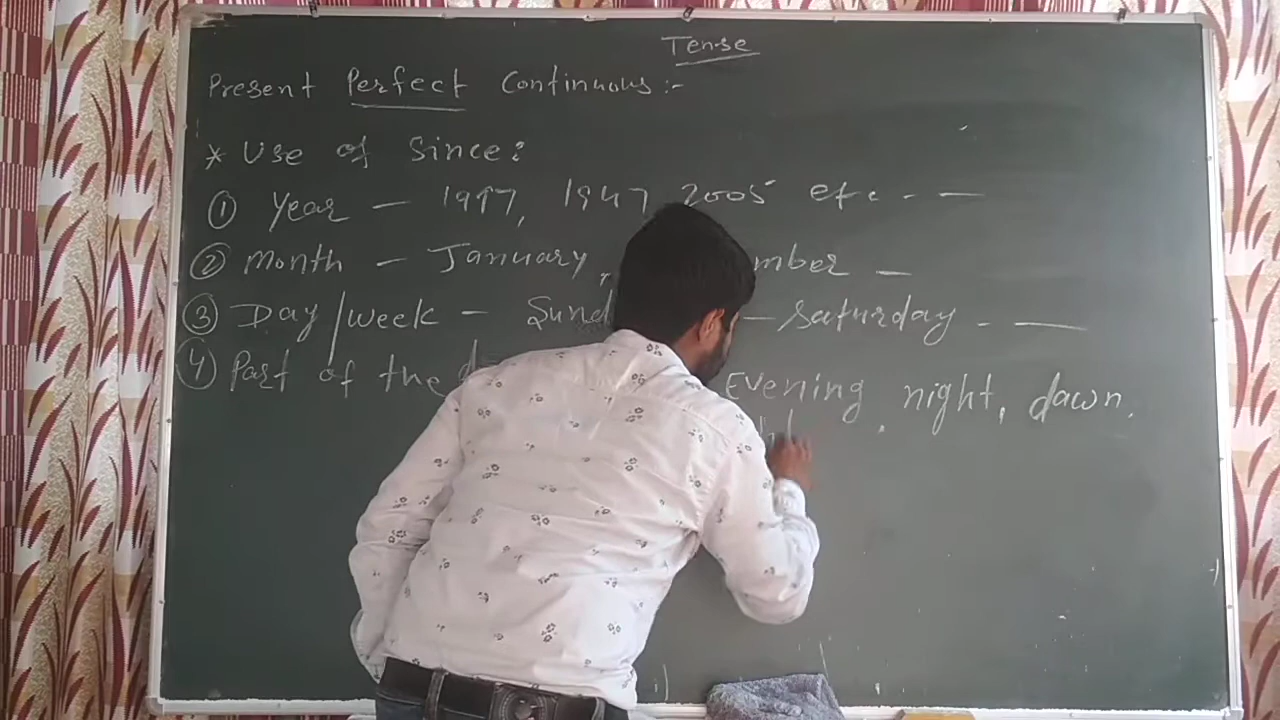 Tense
Present Perfect Continuous :-
* Use of Since :
① Year — 1997, 1947 2005 etc - —
② Month - January, mber —
③ Day/week - Sund — Saturday - —
④ Part of the Evening, night, dawn.